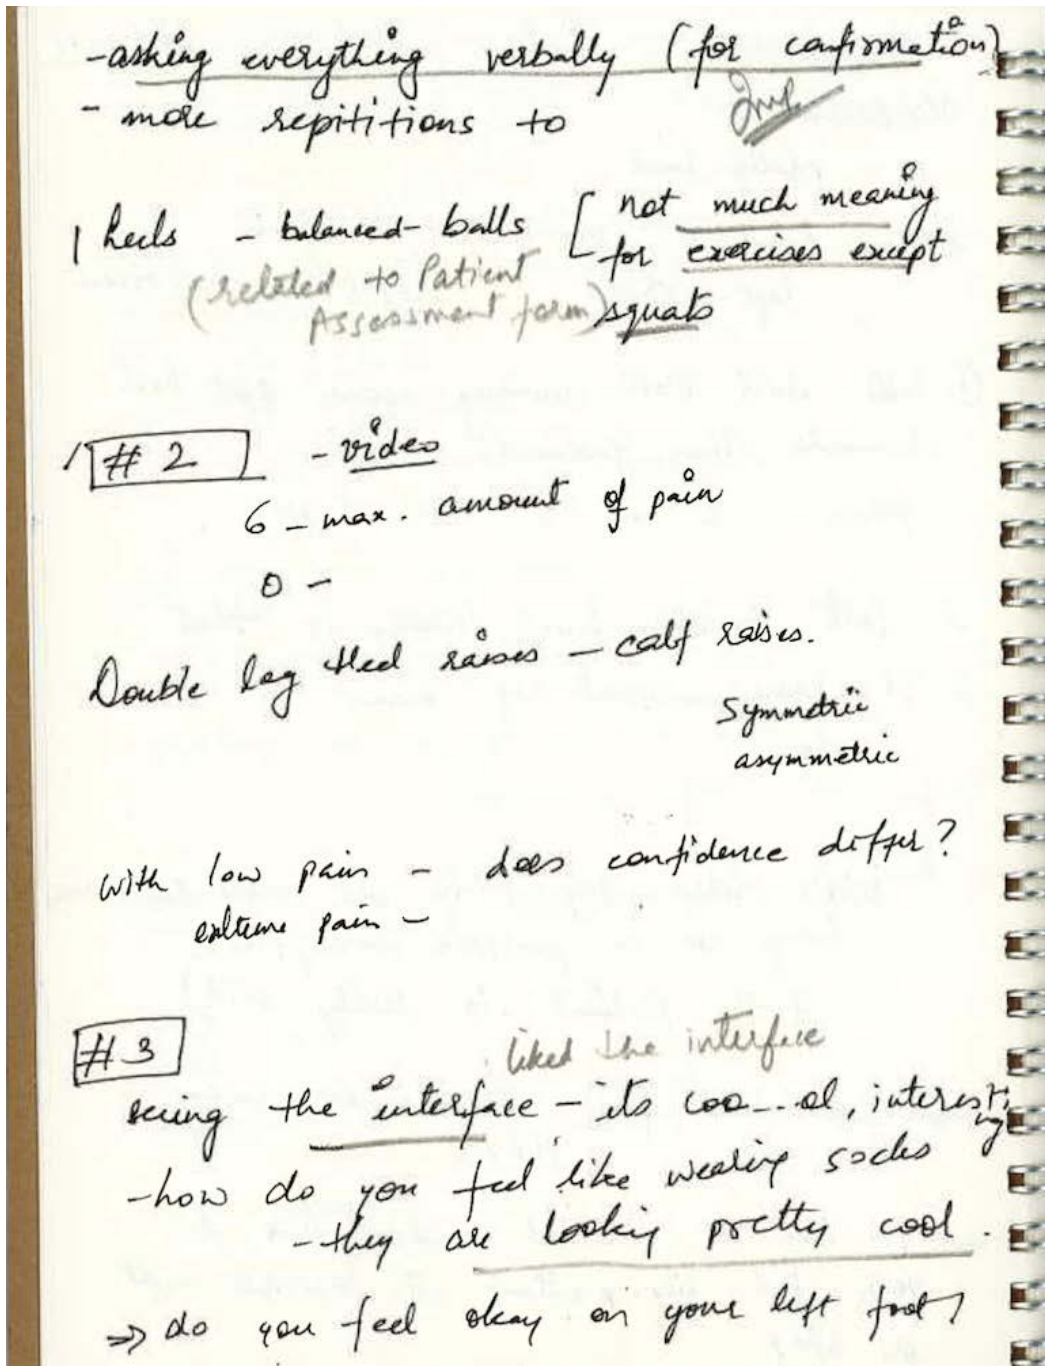 -asking everything verbally (for confirmation)
Imp.
- more repititions to
heels - balanced - balls [ not much meaning
for exercises except
squats
(related to Patient
Assessment form)
#2 - video
6 - max. amount of pain
0 -
Double leg Heel raises - calf raises.
Symmetric
asymmetric
with low pain - does confidence differ?
extreme pain -
#3
liked the interface
seeing the interface - its coo...ol, interesting
-how do you feel like wearing socks
- they are looking pretty cool.
⇒ do you feel okay on your left foot?